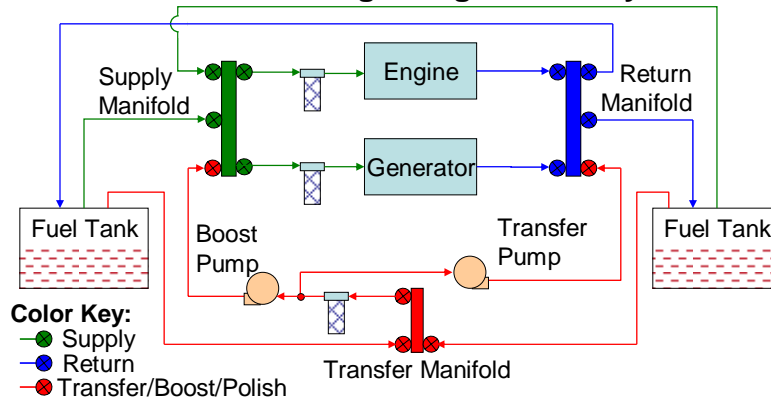 Supply
Manifold
Engine
Return
Manifold
Generator
Fuel Tank
Boost
Pump
Transfer
Pump
Fuel Tank
Color Key:
Supply
Return
Transfer/Boost/Polish
Transfer Manifold